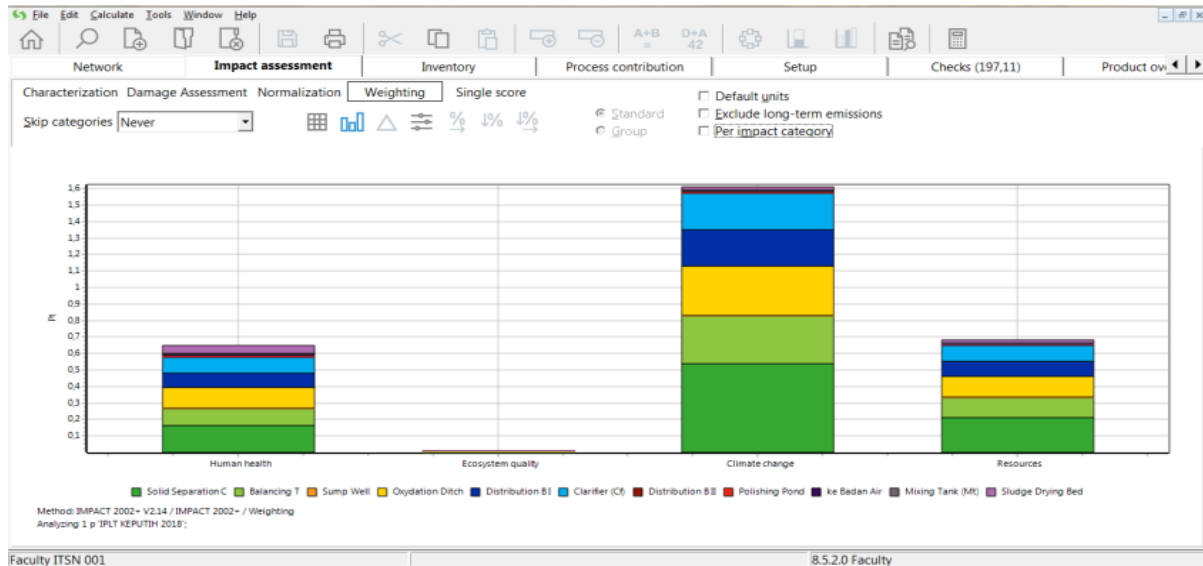 File Edit Calculate Tools Window Help
A+B = D+A 42
Network Impact assessment Inventory Process contribution Setup Checks (197,11) Product ov
Characterization Damage Assessment Normalization Weighting Single score
Default units
Skip categories Never
% ↓% ↓%
Standard
Exclude long-term emissions
Group
Per impact category
1,6
1,5
1,4
1,3
1,2
1,1
1
0,9
0,8
0,7
0,6
0,5
0,4
0,3
0,2
0,1
Pt
Human health Ecosystem quality Climate change Resources
Solid Separation C Balancing T Sump Well Oxydation Ditch Distribution B I Clarifier (Cf) Distribution B II Polishing Pond ke Badan Air Mixing Tank (Mt) Sludge Drying Bed
Method: IMPACT 2002+ V2.14 / IMPACT 2002+ / Weighting
Analyzing 1 p 'IPLT KEPUTIH 2018';
Faculty ITSN 001 8.5.2.0 Faculty